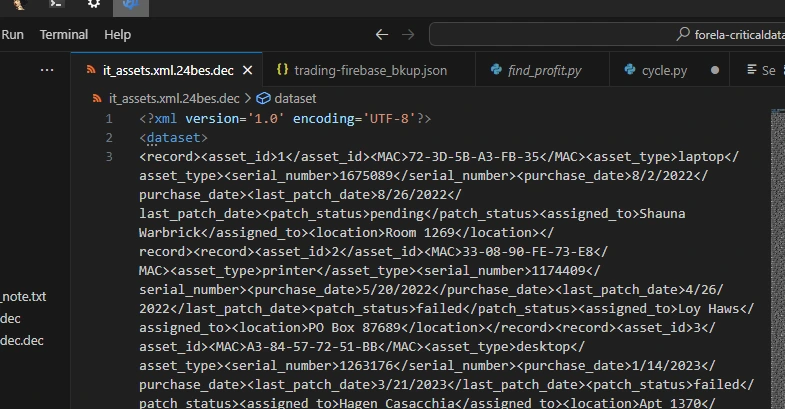 Run Terminal Help
forela-criticaldata
it_assets.xml.24bes.dec trading-firebase_bkup.json find_profit.py cycle.py Se
it_assets.xml.24bes.dec > dataset
1 <?xml version='1.0' encoding='UTF-8'?>
2 <dataset>
3 <record><asset_id>1</asset_id><MAC>72-3D-5B-A3-FB-35</MAC><asset_type>laptop</
asset_type><serial_number>1675089</serial_number><purchase_date>8/2/2022</
purchase_date><last_patch_date>8/26/2022</
last_patch_date><patch_status>pending</patch_status><assigned_to>Shauna
Warbrick</assigned_to><location>Room 1269</location></
record><record><asset_id>2</asset_id><MAC>33-08-90-FE-73-E8</
MAC><asset_type>printer</asset_type><serial_number>1174409</
serial_number><purchase_date>5/20/2022</purchase_date><last_patch_date>4/26/
2022</last_patch_date><patch_status>failed</patch_status><assigned_to>Loy Haws</
assigned_to><location>PO Box 87689</location></record><record><asset_id>3</
asset_id><MAC>A3-84-57-72-51-BB</MAC><asset_type>desktop</
asset_type><serial_number>1263176</serial_number><purchase_date>1/14/2023</
purchase_date><last_patch_date>3/21/2023</last_patch_date><patch_status>failed</
patch_status><assigned_to>Hagen Casacchia</assigned_to><location>Apt 1370</
_note.txt
dec
dec.dec